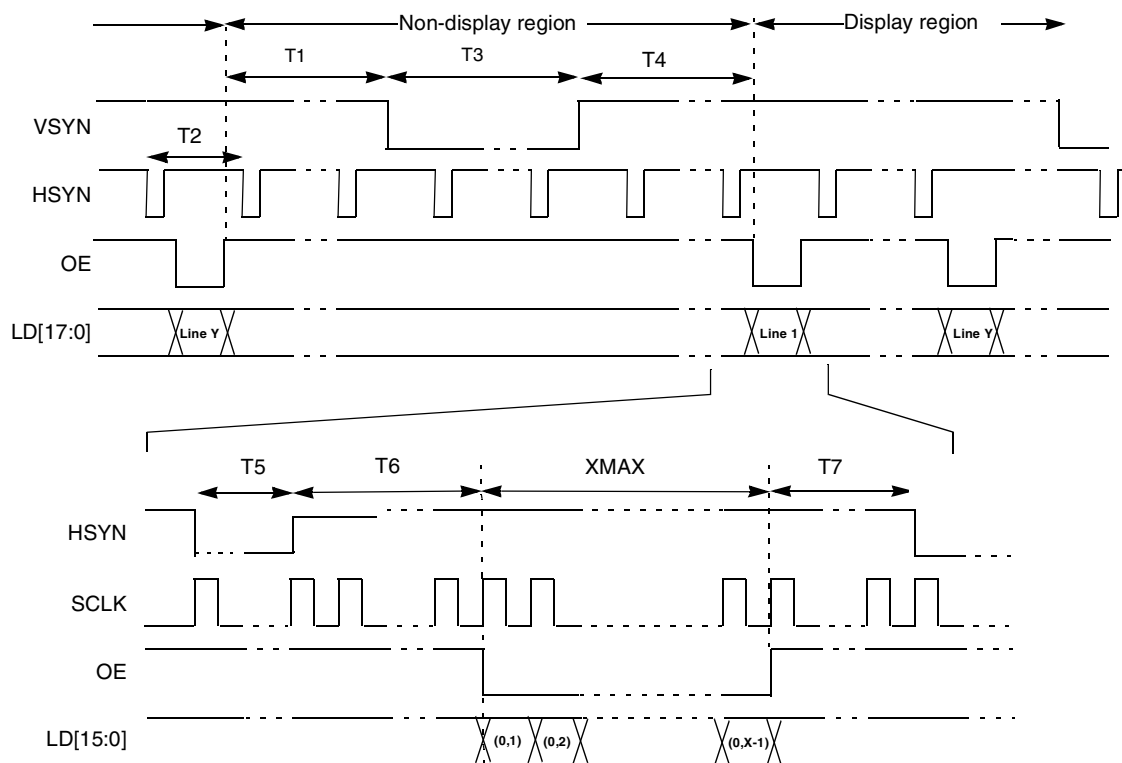 Non-display region
Display region
T1
T3
T4
VSYN
T2
HSYN
OE
LD[17:0]
Line Y
Line 1
Line Y
T5
T6
XMAX
T7
HSYN
SCLK
OE
LD[15:0]
(0,1)
(0,2)
(0,X-1)